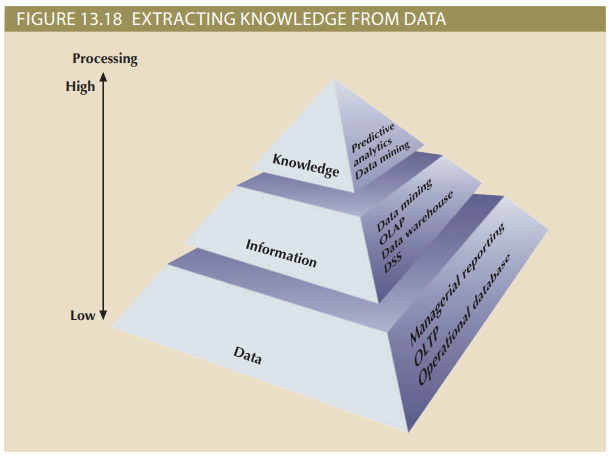 FIGURE 13.18 EXTRACTING KNOWLEDGE FROM DATA
Processing
High
Low
Knowledge
Predictive
analytics
Data mining
Information
Data mining
OLAP
Data warehouse
DSS
Data
Managerial reporting
OLTP
Operational database